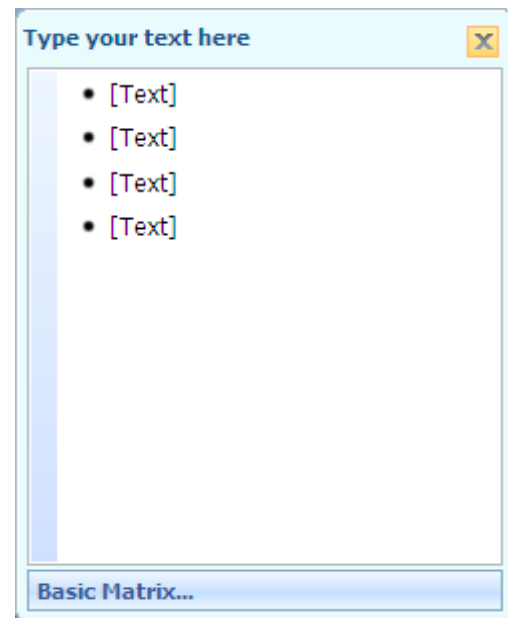 Type your text here
[Text]
[Text]
[Text]
[Text]
Basic Matrix...